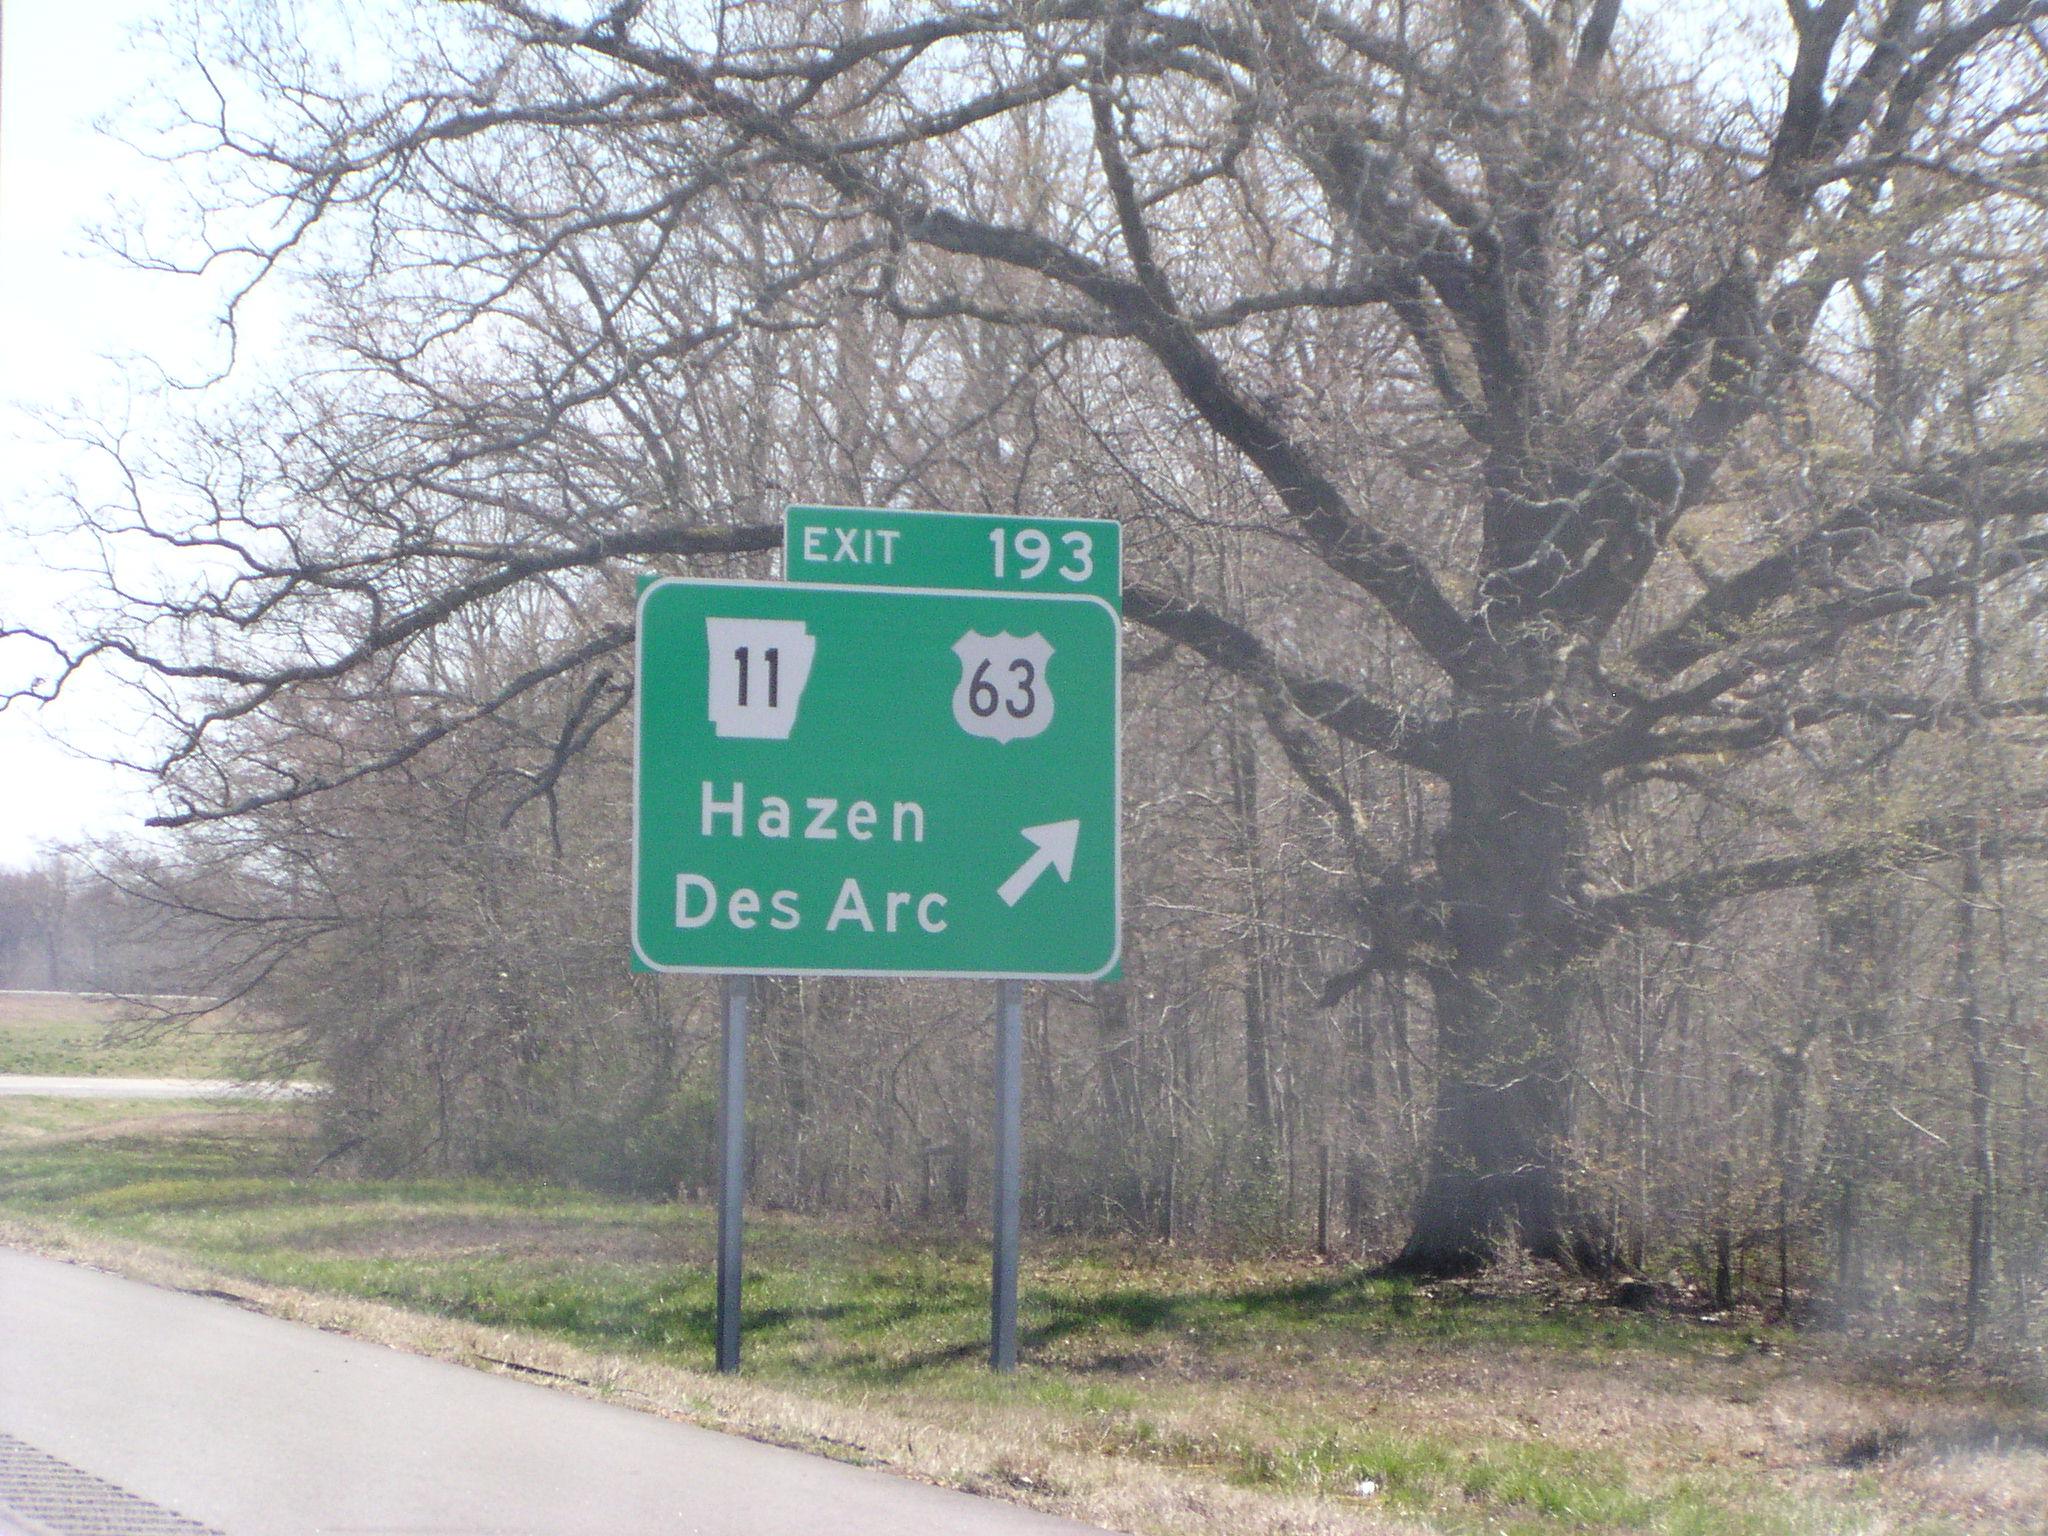 EXIT 193
11 63
Hazen
Des Arc